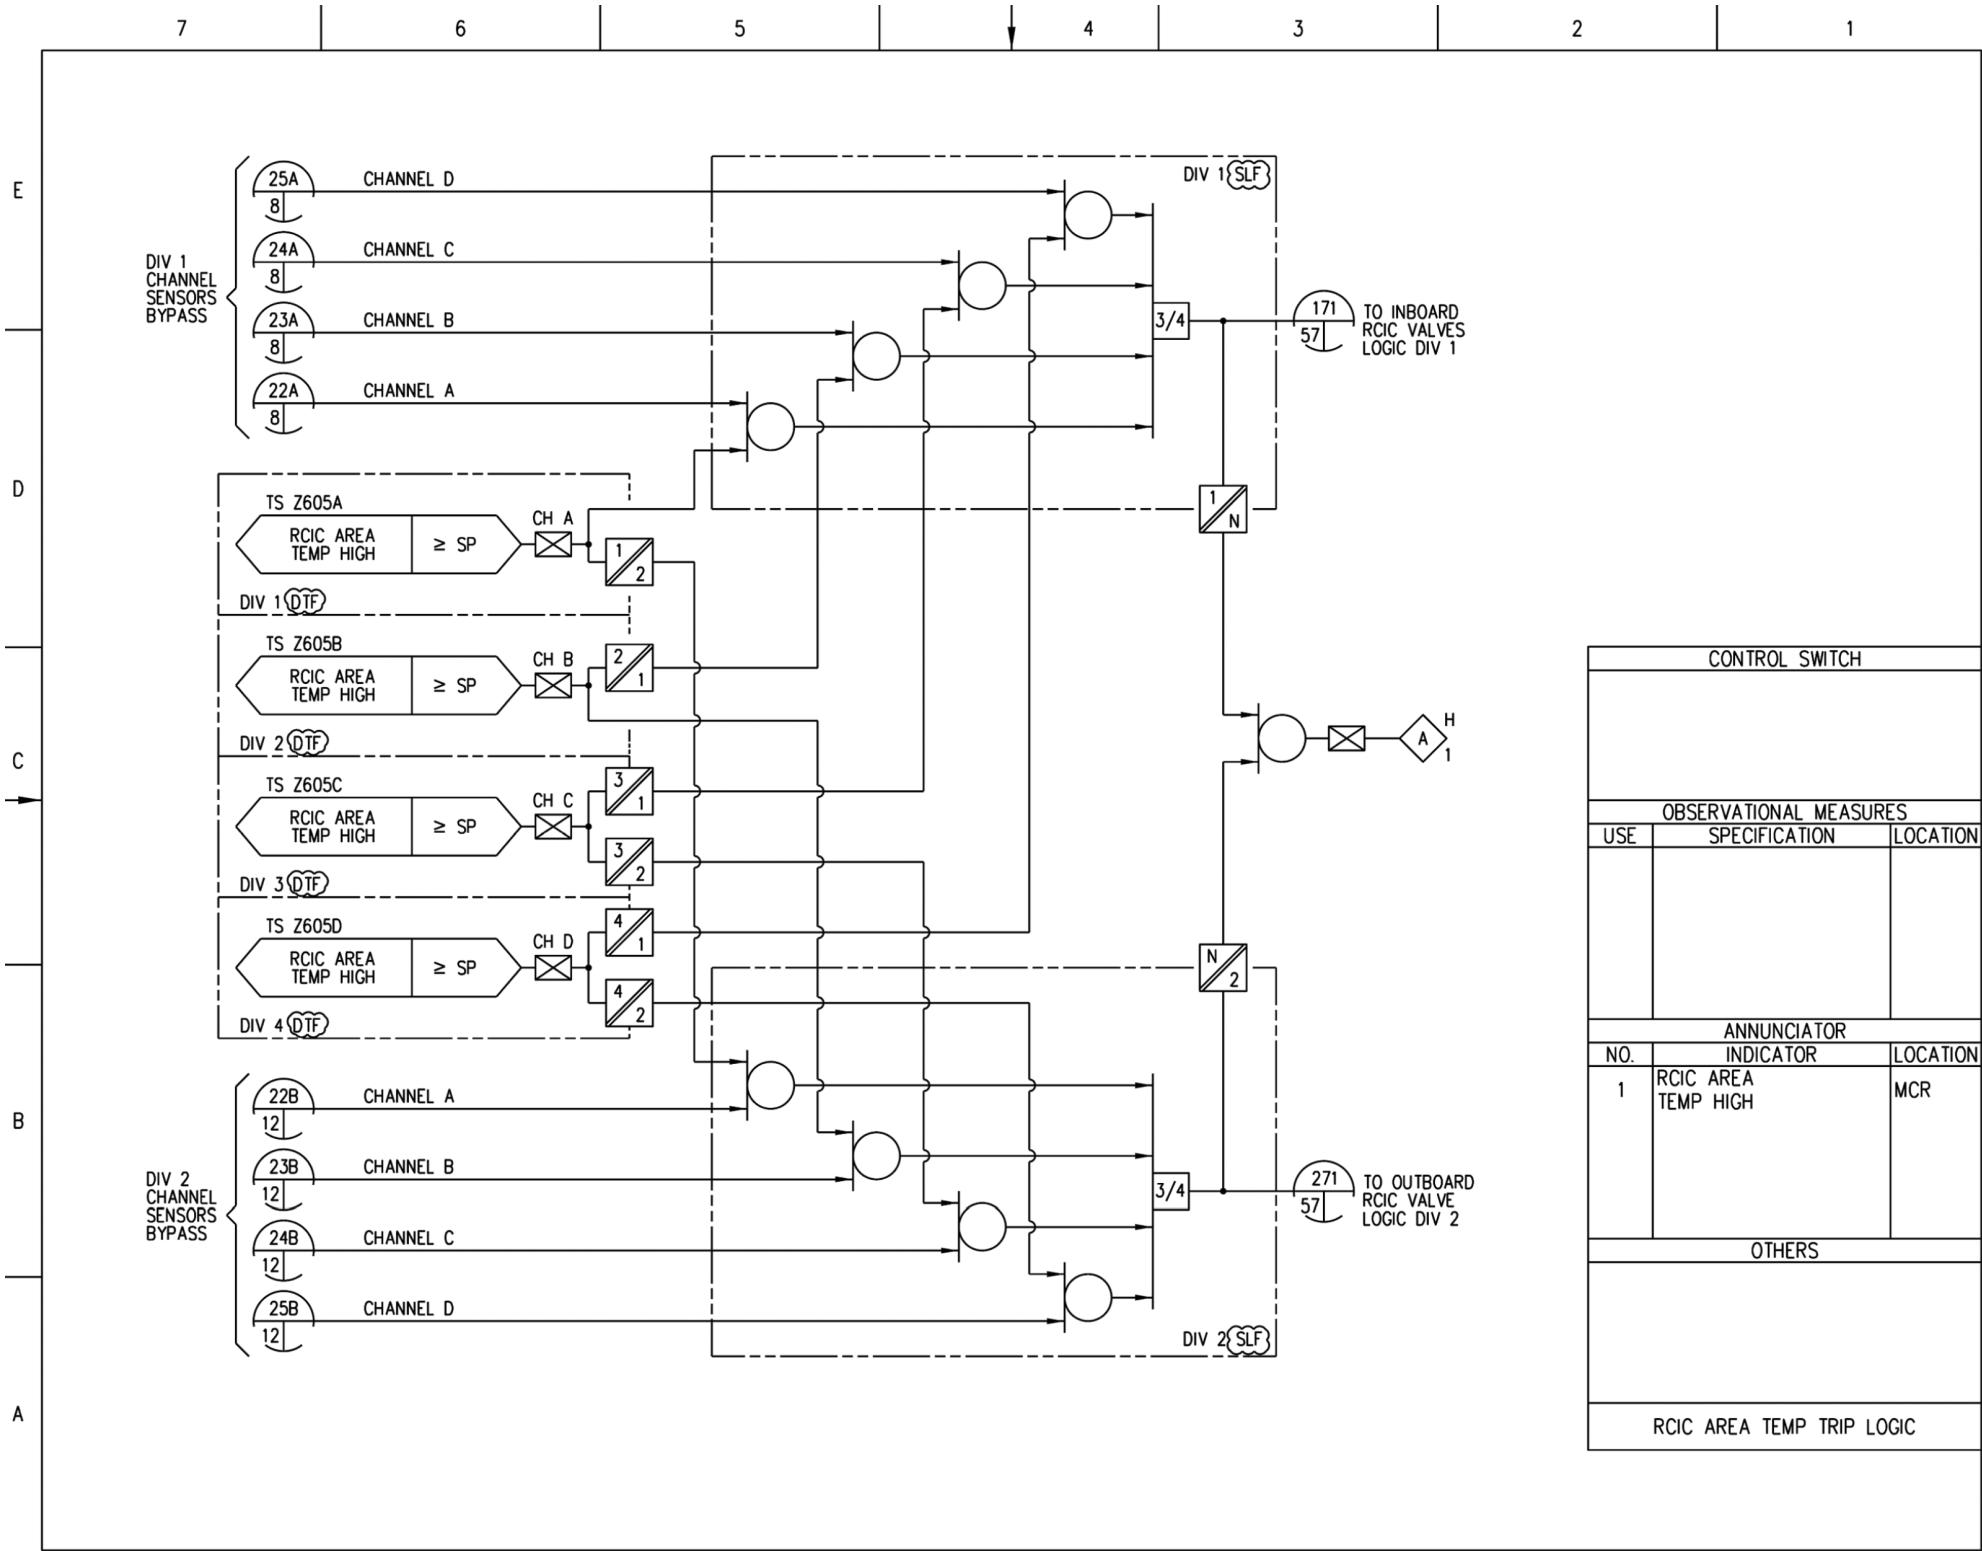 7 6 5 4 3 2 1
E
D
C
B
A
25A
8
CHANNEL D
24A
8
CHANNEL C
23A
8
CHANNEL B
22A
8
CHANNEL A
DIV 1
CHANNEL
SENSORS
BYPASS
DIV 1 SLF
3/4
171
57
TO INBOARD
RCIC VALVES
LOGIC DIV 1
1
N
TS Z605A
RCIC AREA
TEMP HIGH
≥ SP
CH A
1
2
DIV 1 DTF
TS Z605B
RCIC AREA
TEMP HIGH
≥ SP
CH B
2
1
DIV 2 DTF
TS Z605C
RCIC AREA
TEMP HIGH
≥ SP
CH C
3
1
3
2
DIV 3 DTF
TS Z605D
RCIC AREA
TEMP HIGH
≥ SP
CH D
4
1
4
2
DIV 4 DTF
A
H
1
N
2
22B
12
CHANNEL A
23B
12
CHANNEL B
24B
12
CHANNEL C
25B
12
CHANNEL D
DIV 2
CHANNEL
SENSORS
BYPASS
3/4
DIV 2 SLF
271
57
TO OUTBOARD
RCIC VALVE
LOGIC DIV 2
CONTROL SWITCH
OBSERVATIONAL MEASURES
USE SPECIFICATION LOCATION
ANNUNCIATOR
NO. INDICATOR LOCATION
1 RCIC AREA MCR
TEMP HIGH
OTHERS
RCIC AREA TEMP TRIP LOGIC